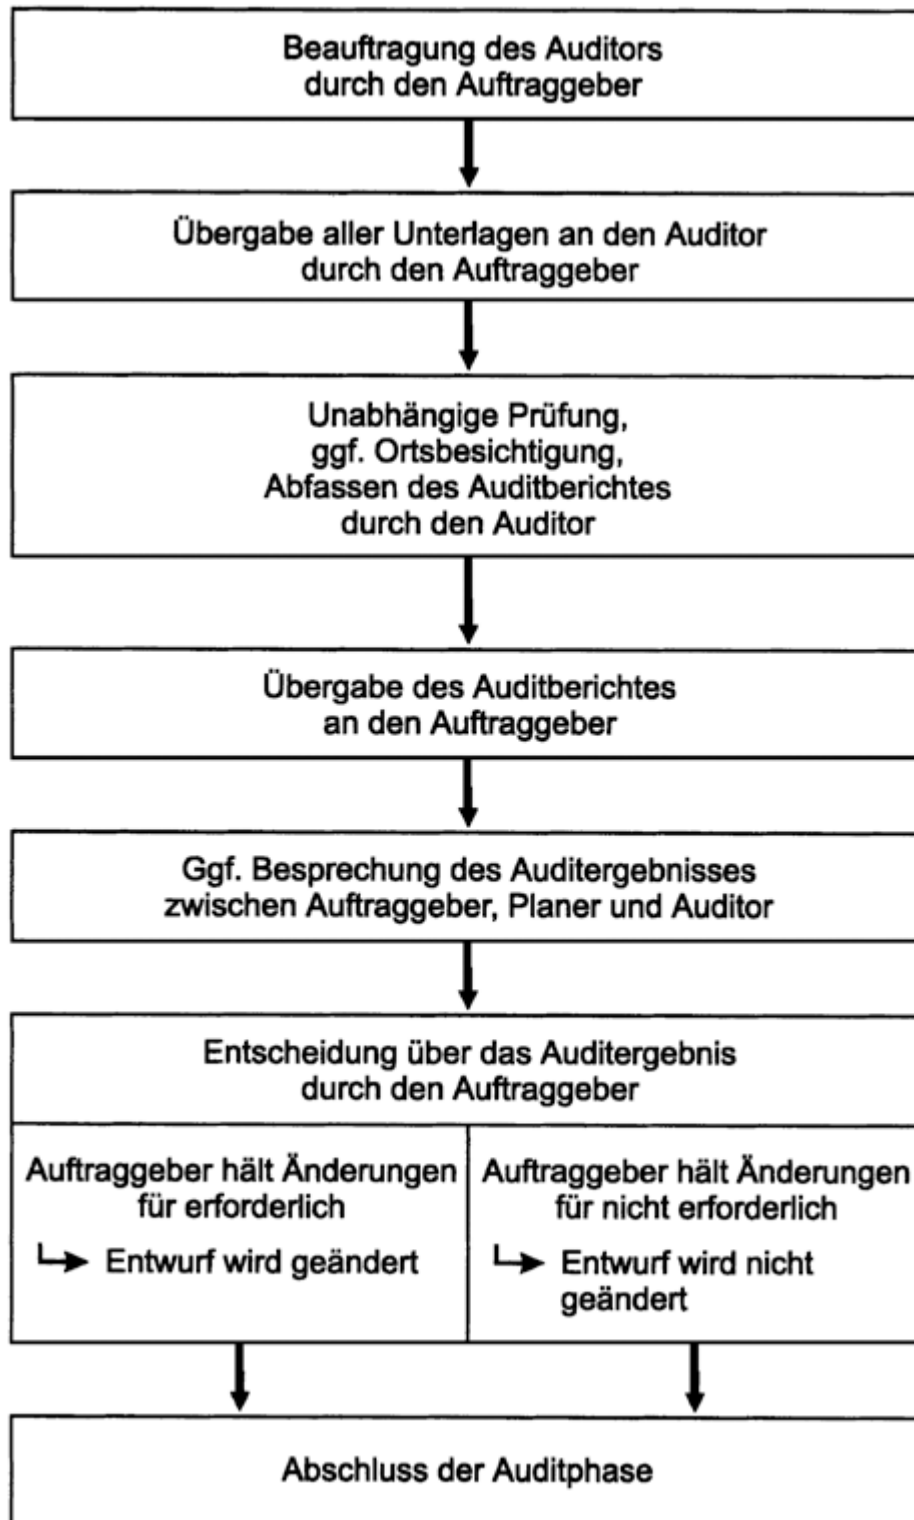 Beauftragung des Auditors
durch den Auftraggeber
Übergabe aller Unterlagen an den Auditor
durch den Auftraggeber
Unabhängige Prüfung,
ggf. Ortsbesichtigung,
Abfassen des Auditberichtes
durch den Auditor
Übergabe des Auditberichtes
an den Auftraggeber
Ggf. Besprechung des Auditergebnisses
zwischen Auftraggeber, Planer und Auditor
Entscheidung über das Auditergebnis
durch den Auftraggeber
Auftraggeber hält Änderungen
für erforderlich
Entwurf wird geändert
Auftraggeber hält Änderungen
für nicht erforderlich
Entwurf wird nicht
geändert
Abschluss der Auditphase